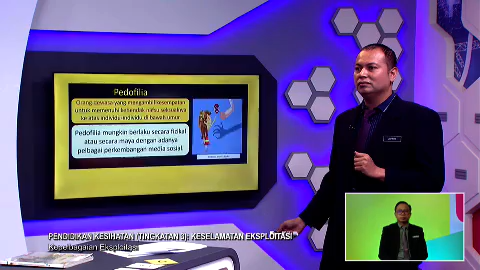 Pedofilia
Orang dewasa yang mengambil kesempatan
untuk memenuhi kehendak nafsu seksualnya
ke atas individu-individu di bawah umur.
Pedofilia mungkin berlaku secara fizikal
atau secara maya dengan adanya
pelbagai perkembangan media sosial.
PENDIDIKAN KESIHATAN (TINGKATAN 3): KESELAMATAN EKSPLOITASI
Kepelbagaian Eksploitasi